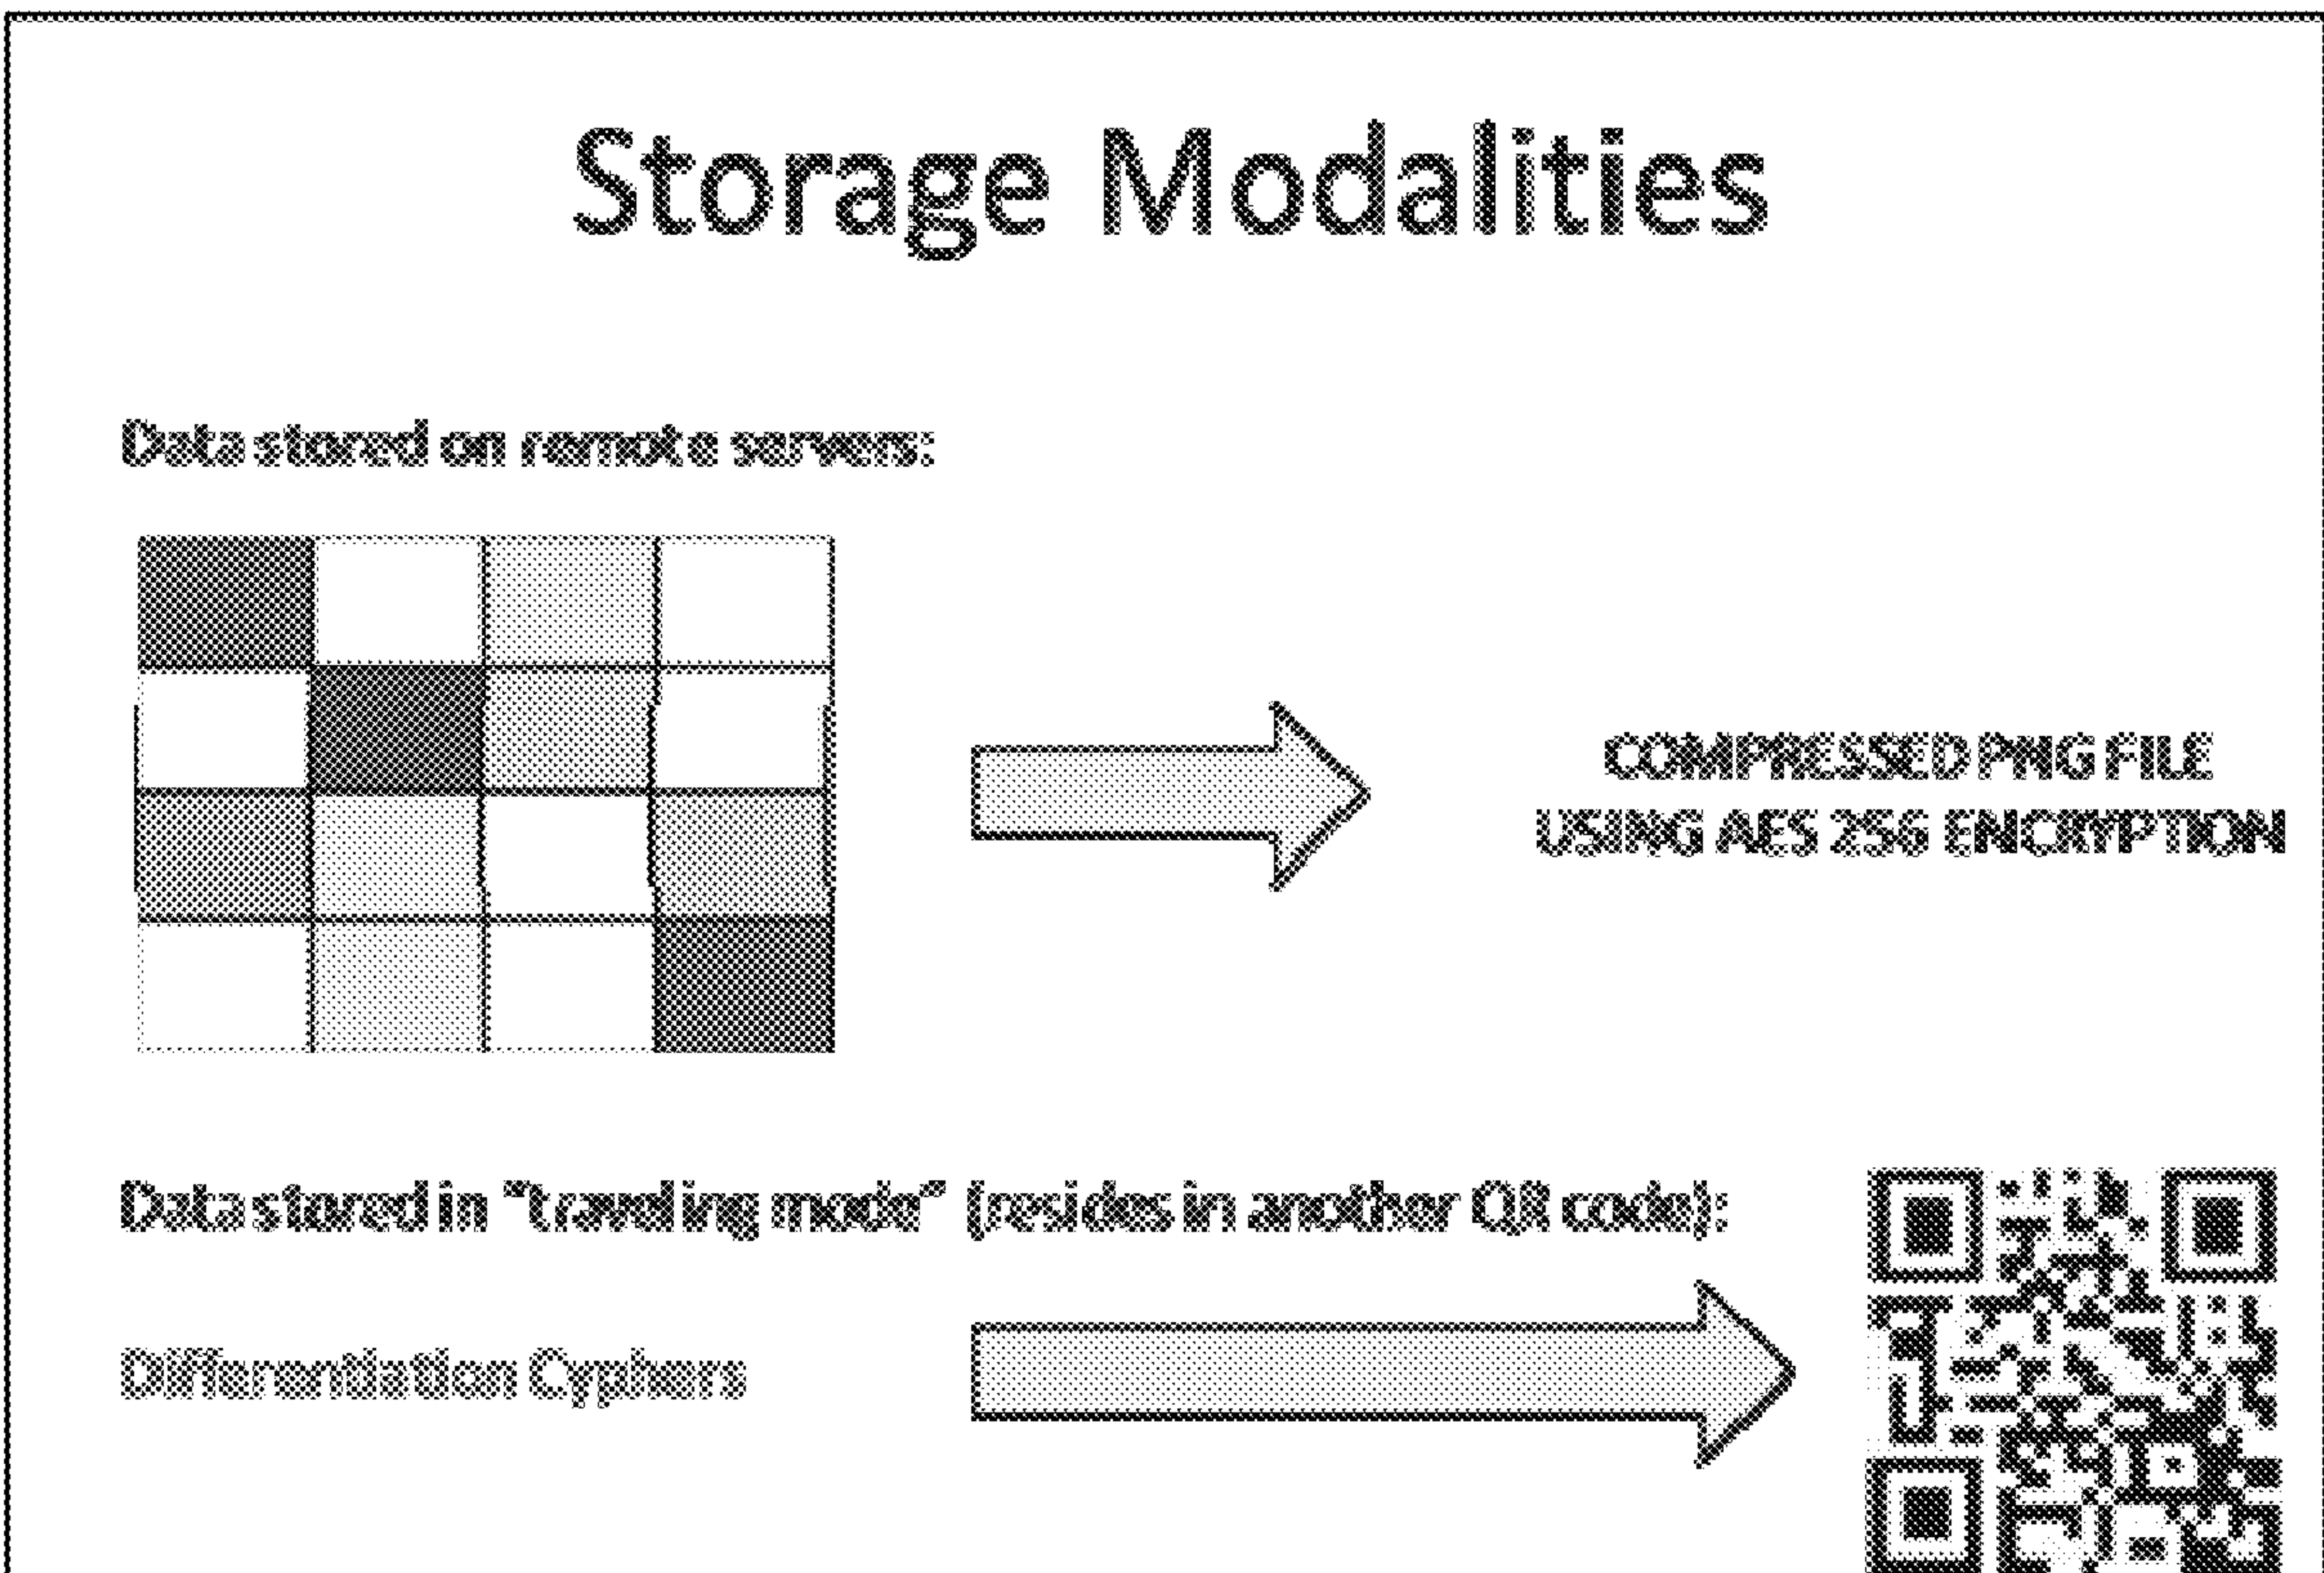 Storage Modalities
Data stored on remote servers:
COMPRESSED PNG FILE
USING AES 256 ENCRYPTION
Data stored in "traveling mode" (resides in another QR code):
Differentiation Cyphers